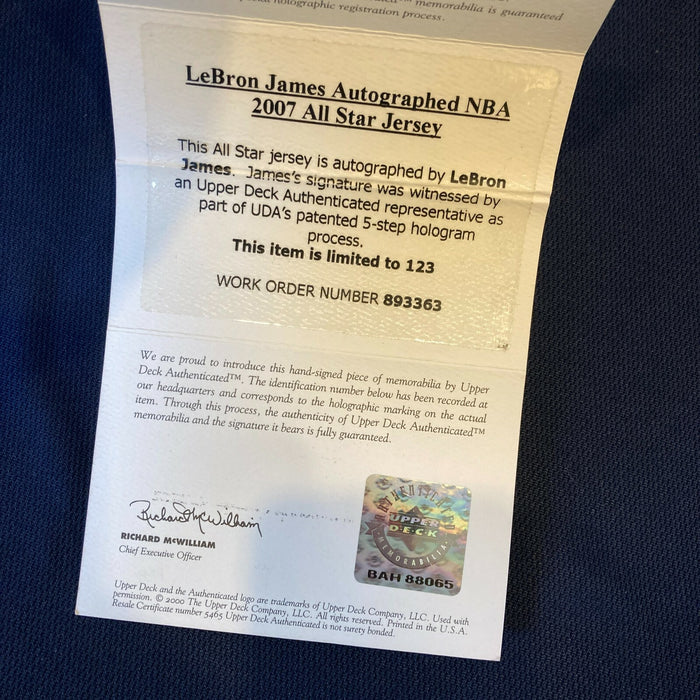 holographic registration process.
memorabilia is guaranteed
LeBron James Autographed NBA
2007 All Star Jersey
This All Star jersey is autographed by LeBron
James. James's signature was witnessed by
an Upper Deck Authenticated representative as
part of UDA's patented 5-step hologram
process.
This item is limited to 123
WORK ORDER NUMBER 893363
We are proud to introduce this hand-signed piece of memorabilia by Upper
Deck Authenticated™. The identification number below has been recorded at
our headquarters and corresponds to the holographic marking on the actual
item. Through this process, the authenticity of Upper Deck Authenticated™
memorabilia and the signature it bears is fully guaranteed.
Richard McWilliam
RICHARD McWILLIAM
Chief Executive Officer
AUTHENTICATED
UPPER
D·E·C·K
MEMORABILIA
BAH 88065
Upper Deck and the Authenticated logo are trademarks of Upper Deck Company, LLC. Used with
permission. © 2000 The Upper Deck Company, LLC. All rights reserved. Printed in the U.S.A.
Resale Certificate number 5465 Upper Deck Authenticated is not surety bonded.